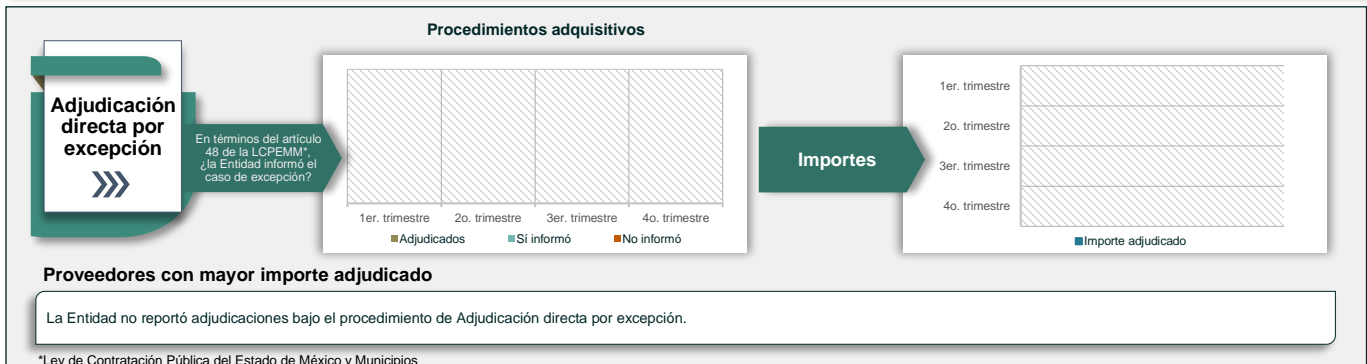 Procedimientos adquisitivos
Adjudicación
directa por
excepción
En términos del artículo
48 de la LCPEMM*,
¿la Entidad informó el
caso de excepción?
1er. trimestre 2o. trimestre 3er. trimestre 4o. trimestre
Adjudicados Sí informó No informó
Importes
1er. trimestre
2o. trimestre
3er. trimestre
4o. trimestre
Importe adjudicado
Proveedores con mayor importe adjudicado
La Entidad no reportó adjudicaciones bajo el procedimiento de Adjudicación directa por excepción.
*Ley de Contratación Pública del Estado de México y Municipios